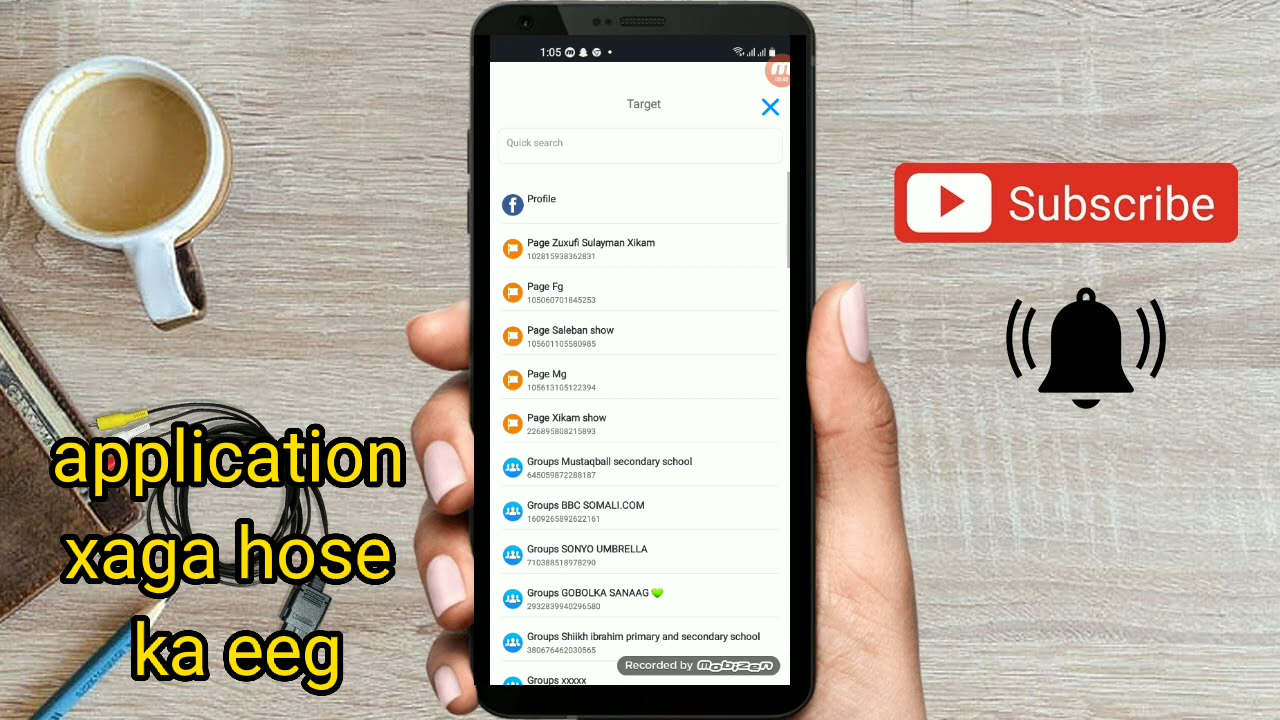 1:05
Target
Quick search
Profile
Page Zuxufi Sulayman Xikam
102815938362831
Page Fg
105060701845253
Page Saleban show
105601105580985
Page Mg
105613105122394
Page Xikam show
226895808215893
Groups Mustaqball secondary school
645059872288187
Groups BBC SOMALI.COM
1609265892622161
Groups SONYO UMBRELLA
710388518978290
Groups GOBOLKA SANAAG 💚
2932839940296580
Groups Shiikh ibrahim primary and secondary school
380676462030565
Groups xxxxx
Recorded by mobizen
Subscribe
application
xaga hose
ka eeg